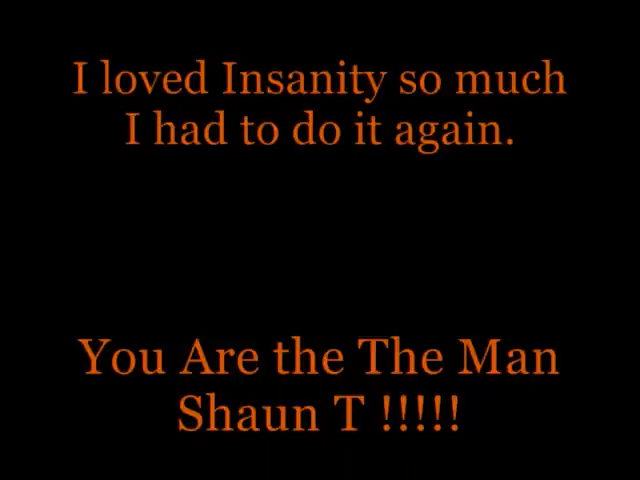 I loved Insanity so much
I had to do it again.
You Are the The Man
Shaun T !!!!!